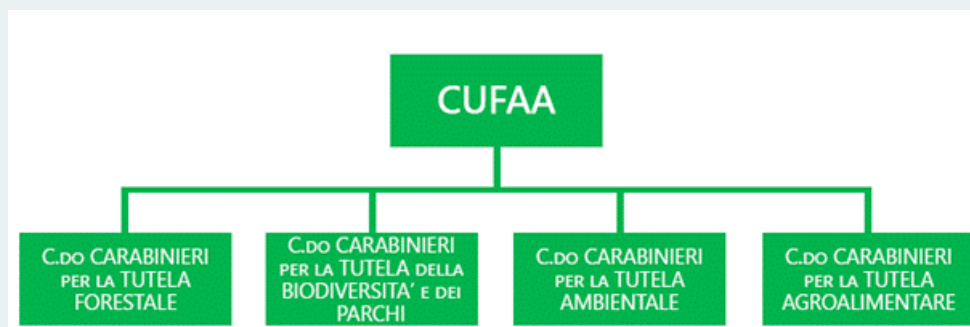 CUFAA
C.DO CARABINIERI
PER LA TUTELA
FORESTALE
C.DO CARABINIERI
PER LA TUTELA DELLA
BIODIVERSITA' E DEI
PARCHI
C.DO CARABINIERI
PER LA TUTELA
AMBIENTALE
C.DO CARABINIERI
PER LA TUTELA
AGROALIMENTARE